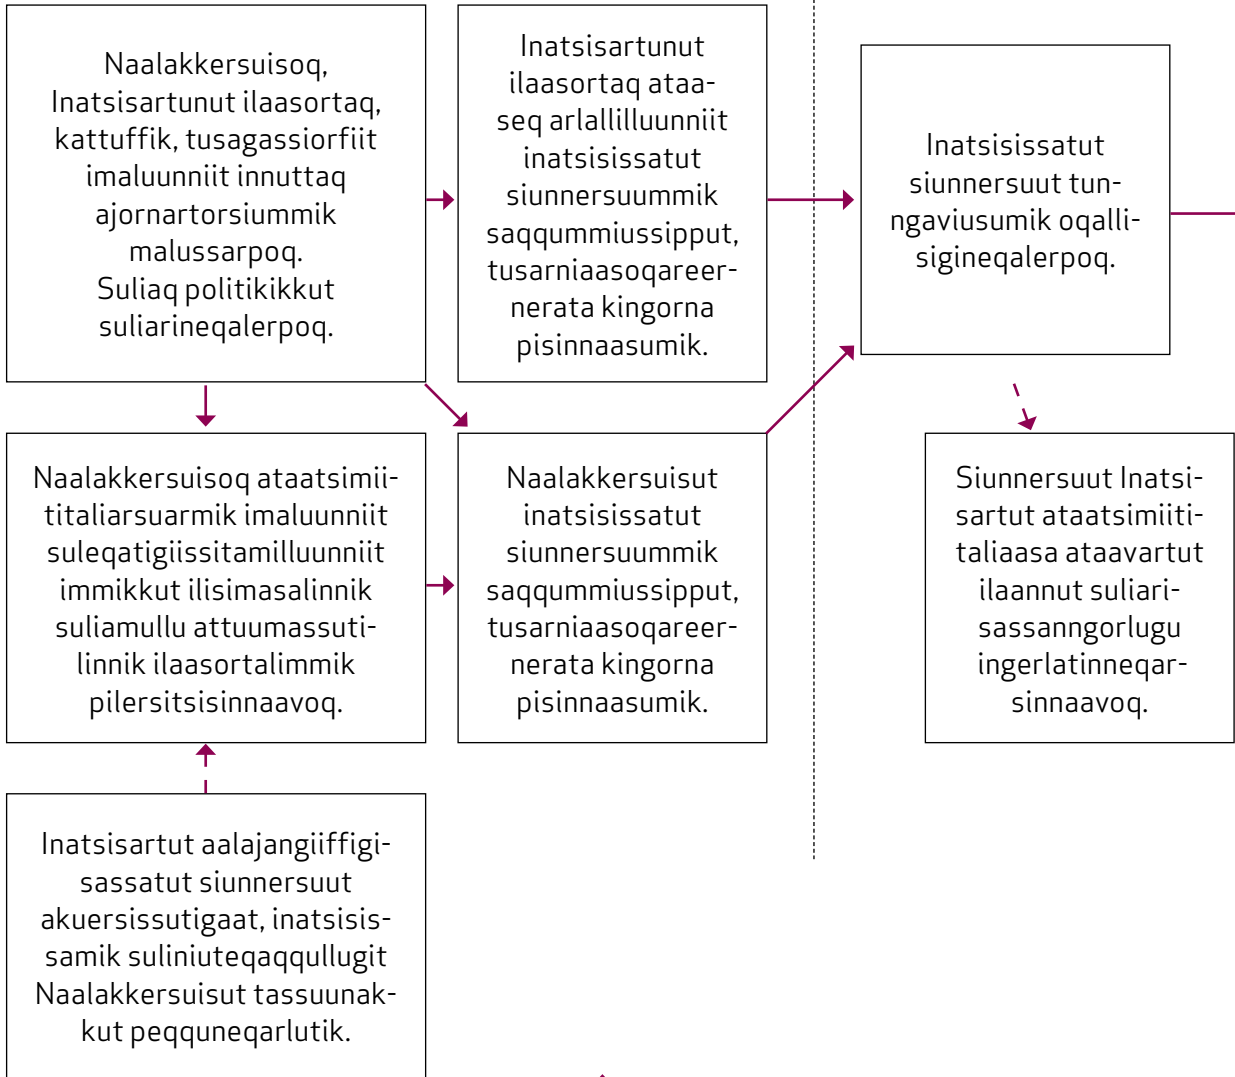 Naalakkersuisoq,
Inatsisartunut ilaasortaq,
kattuffik, tusagassiorfiit
imaluunniit innuttaq
ajornartorsiummik
malussarpoq.
Suliaq politikikkut
suliarineqalerpoq.
Inatsisartunut
ilaasortaq ataa-
seq arlallilluunniit
inatsisissatut
siunnersuummik
saqqummiussipput,
tusarniaasoqareer-
nerata kingorna
pisinnaasumik.
Inatsisissatut
siunnersuut tun-
ngaviusumik oqalli-
sigineqalerpoq.
Naalakkersuisoq ataatsimii-
titaliarsuarmik imaluunniit
suleqatigiissitamilluunniit
immikkut ilisimasalinnik
suliamullu attuumassuti-
linnik ilaasortalimmik
pilersitsisinnaavoq.
Naalakkersuisut
inatsisissatut
siunnersuummik
saqqummiussipput,
tusarniaasoqareer-
nerata kingorna
pisinnaasumik.
Siunnersuut Inatsi-
sartut ataatsimiiti-
taliaasa ataavartut
ilaannut suliari-
sassanngorlugu
ingerlatinneqar-
sinnaavoq.
Inatsisartut aalajangiiffigi-
sassatut siunnersuut
akuersissutigaat, inatsisis-
samik suliniuteqaqqullugit
Naalakkersuisut tassuunak-
kut peqquneqarlutik.